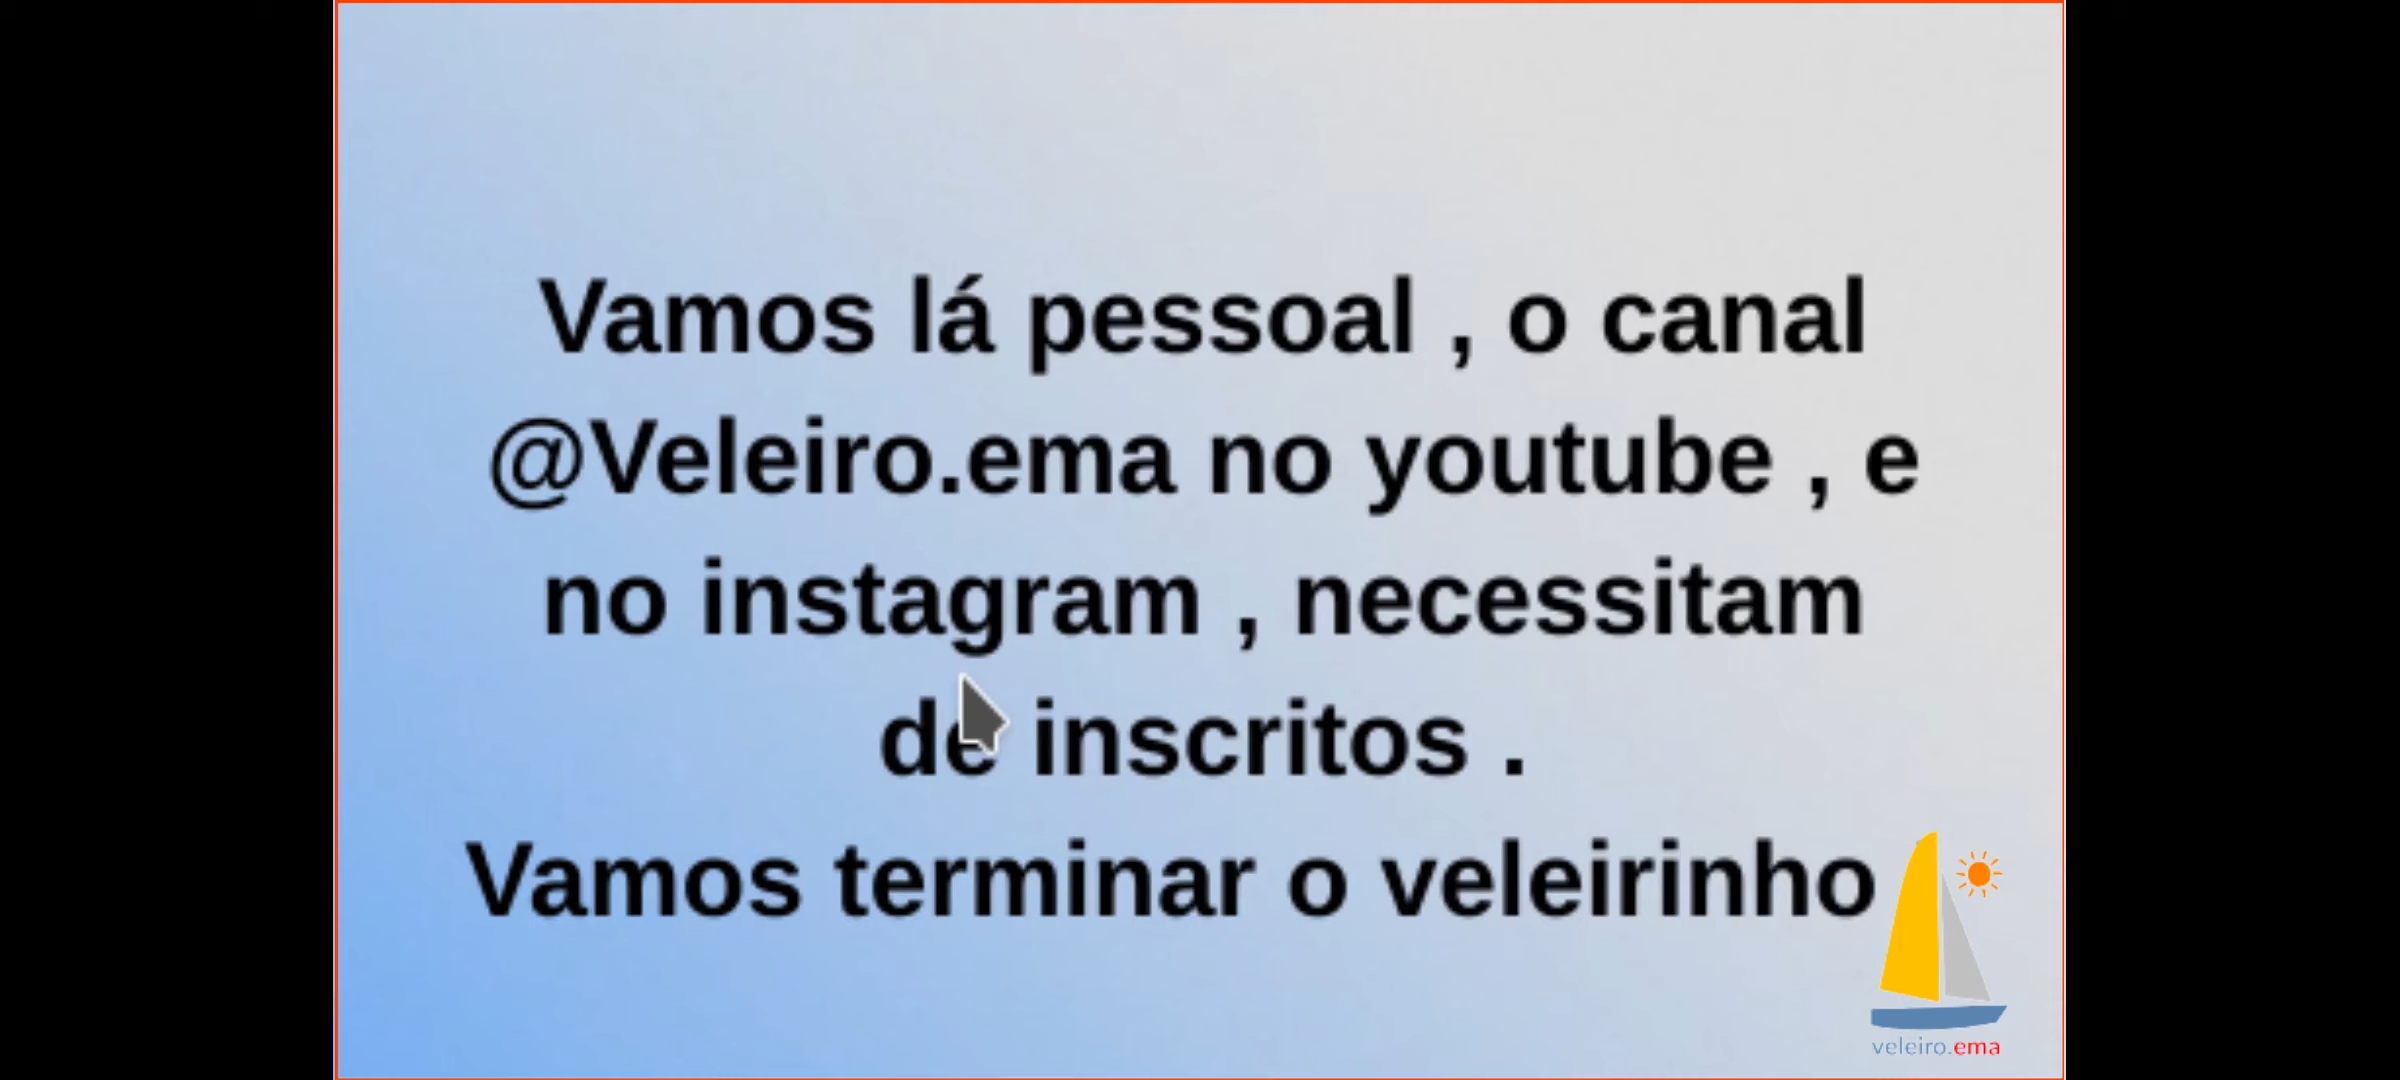 Vamos lá pessoal , o canal
@Veleiro.ema no youtube , e
no instagram , necessitam
de inscritos .
Vamos terminar o veleirinho
veleiro.ema